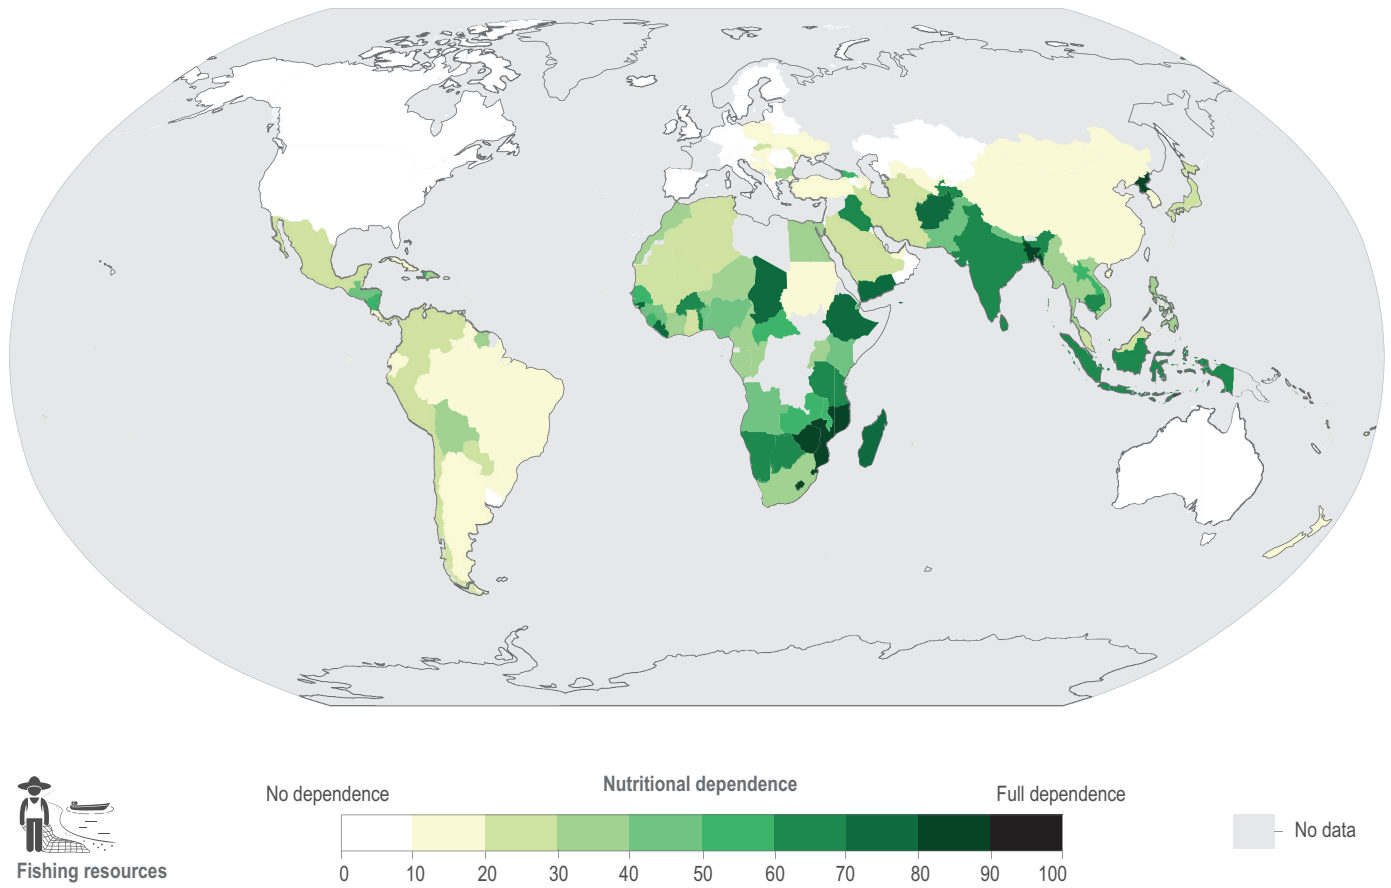 Nutritional dependence
No dependence
Full dependence
0 10 20 30 40 50 60 70 80 90 100
No data
Fishing resources